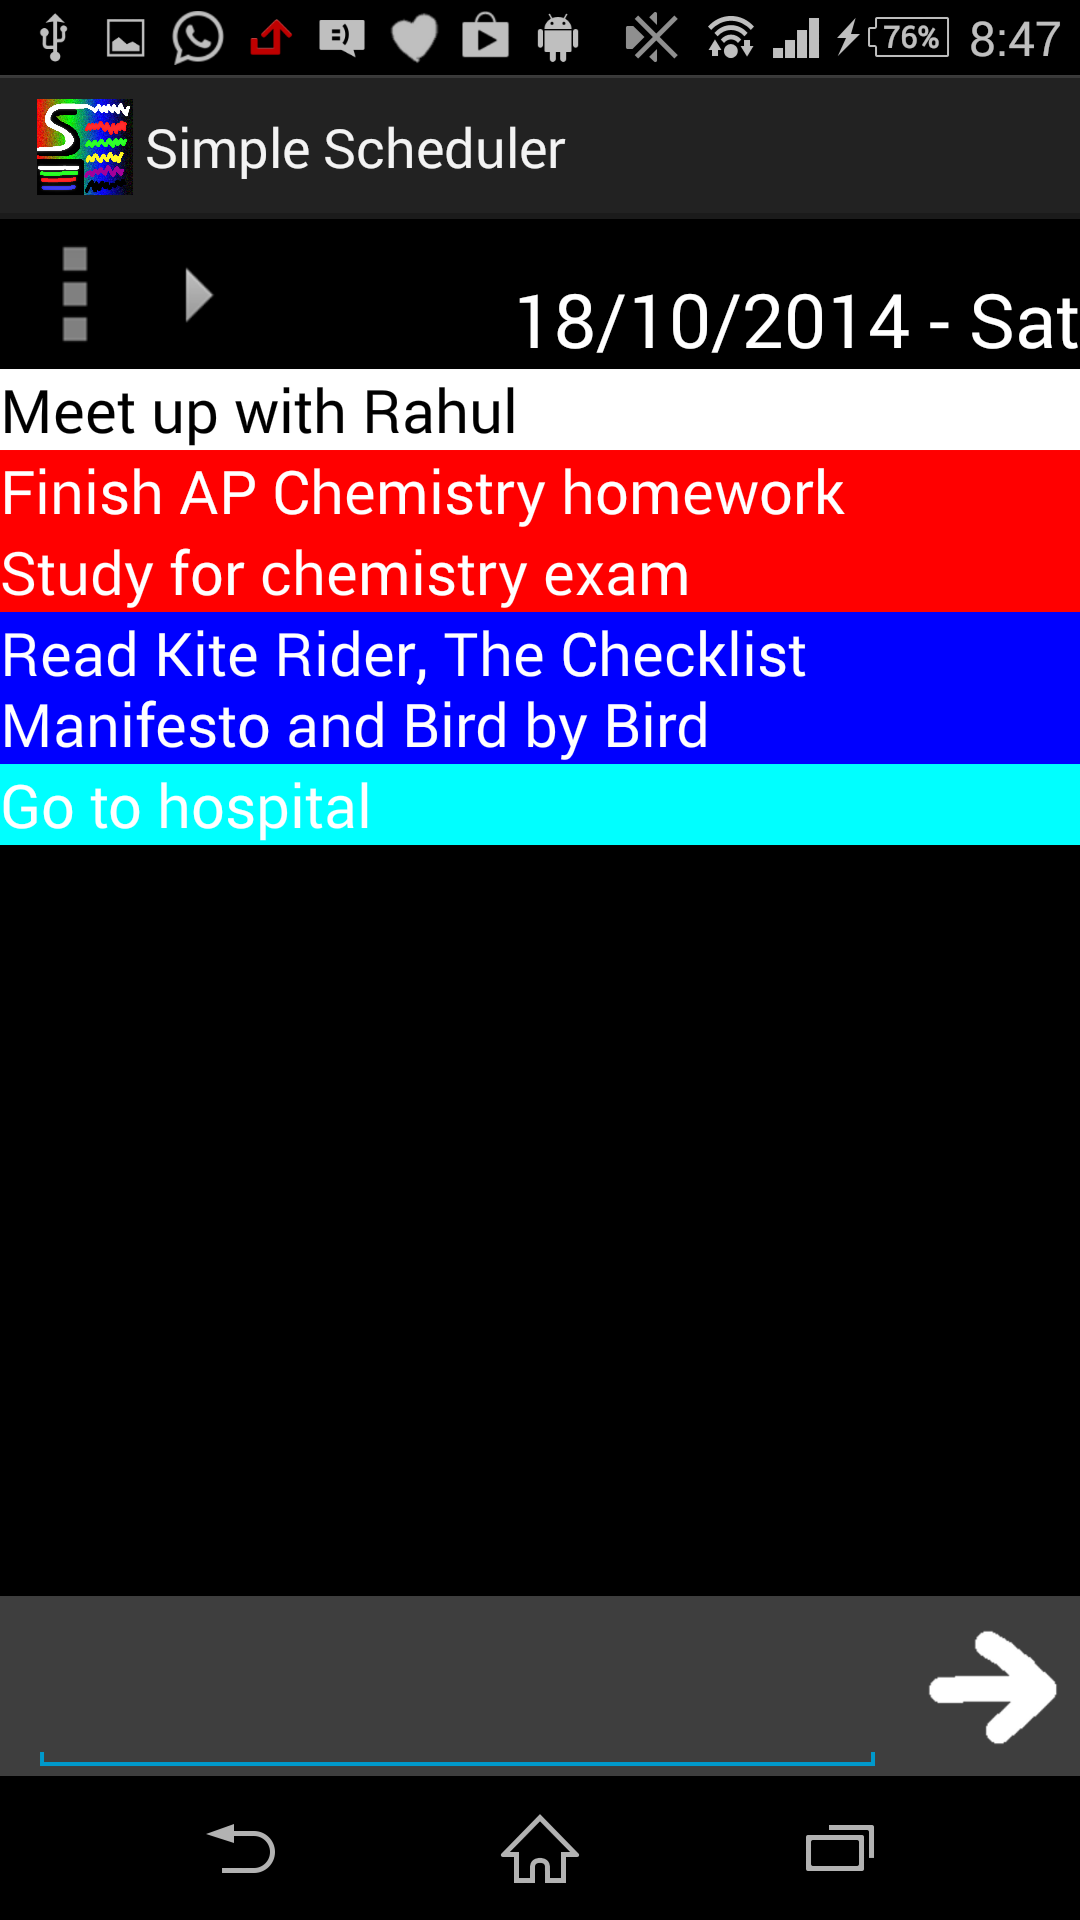 76% 8:47
Simple Scheduler
18/10/2014 - Sat
Meet up with Rahul
Finish AP Chemistry homework
Study for chemistry exam
Read Kite Rider, The Checklist
Manifesto and Bird by Bird
Go to hospital